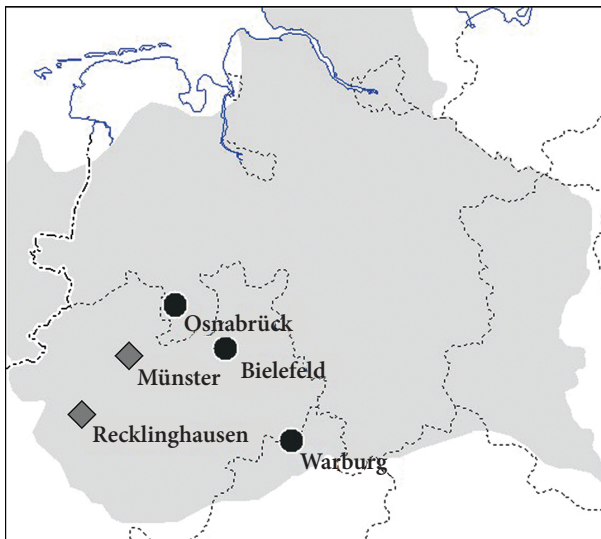 Osnabrück
Münster
Bielefeld
Recklinghausen
Warburg